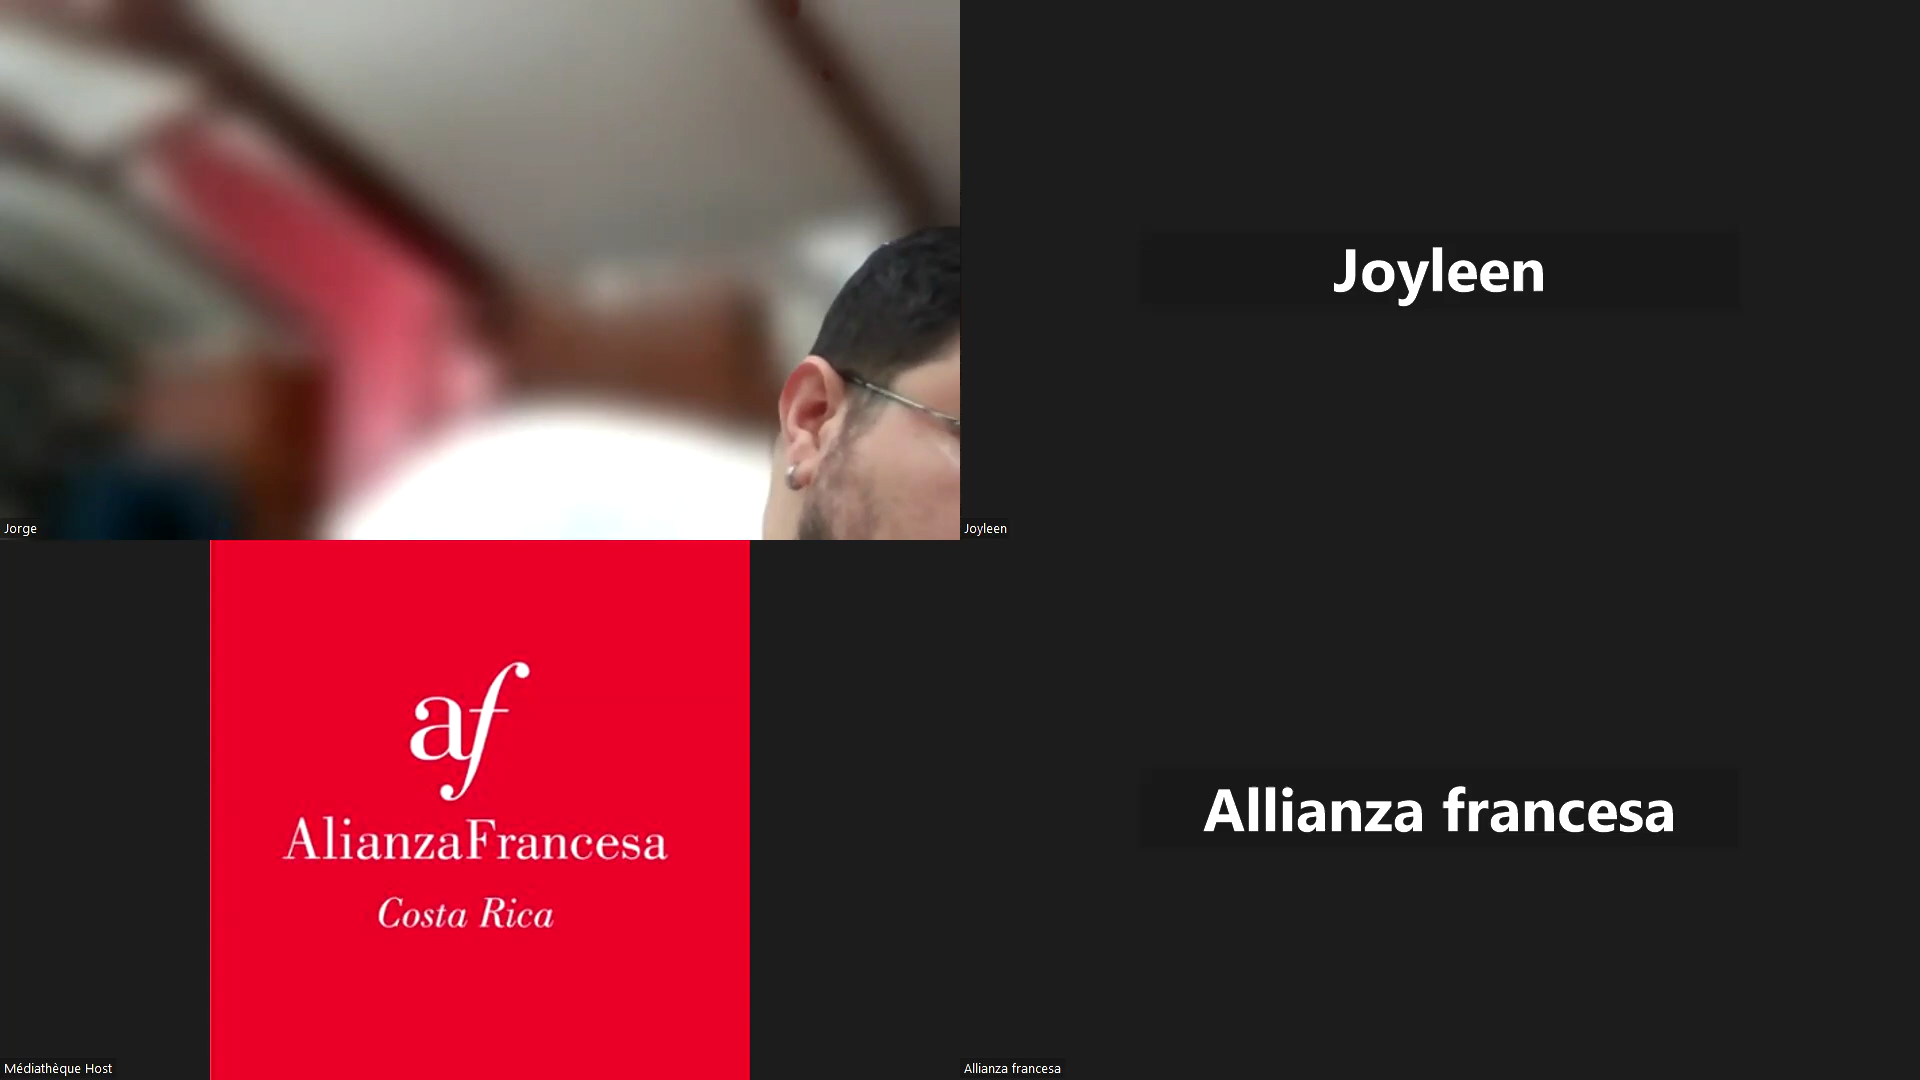 Jorge
Joyleen
Joyleen
af
AlianzaFrancesa
Costa Rica
Médiathèque Host
Allianza francesa
Allianza francesa